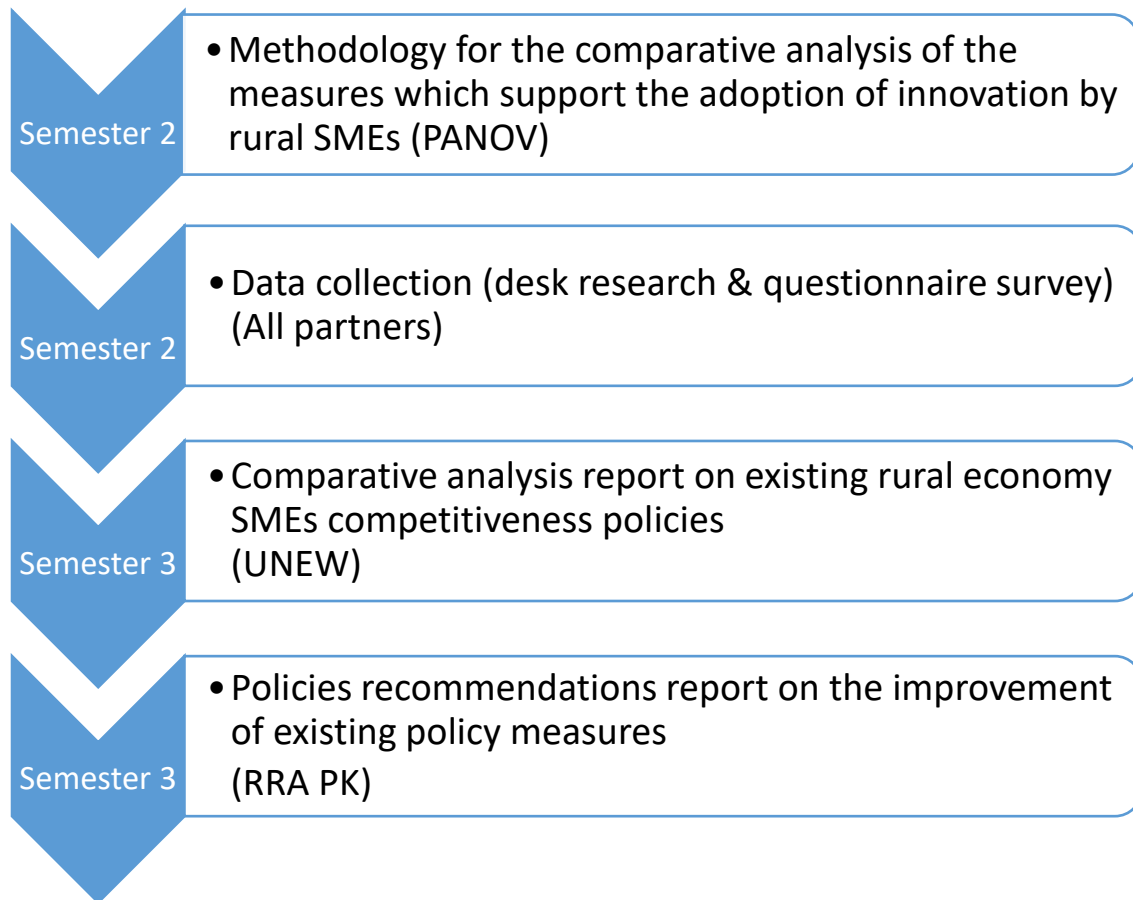 Semester 2
• Methodology for the comparative analysis of the
measures which support the adoption of innovation by
rural SMEs (PANOV)
Semester 2
• Data collection (desk research & questionnaire survey)
(All partners)
Semester 3
• Comparative analysis report on existing rural economy
SMEs competitiveness policies
(UNEW)
Semester 3
• Policies recommendations report on the improvement
of existing policy measures
(RRA PK)